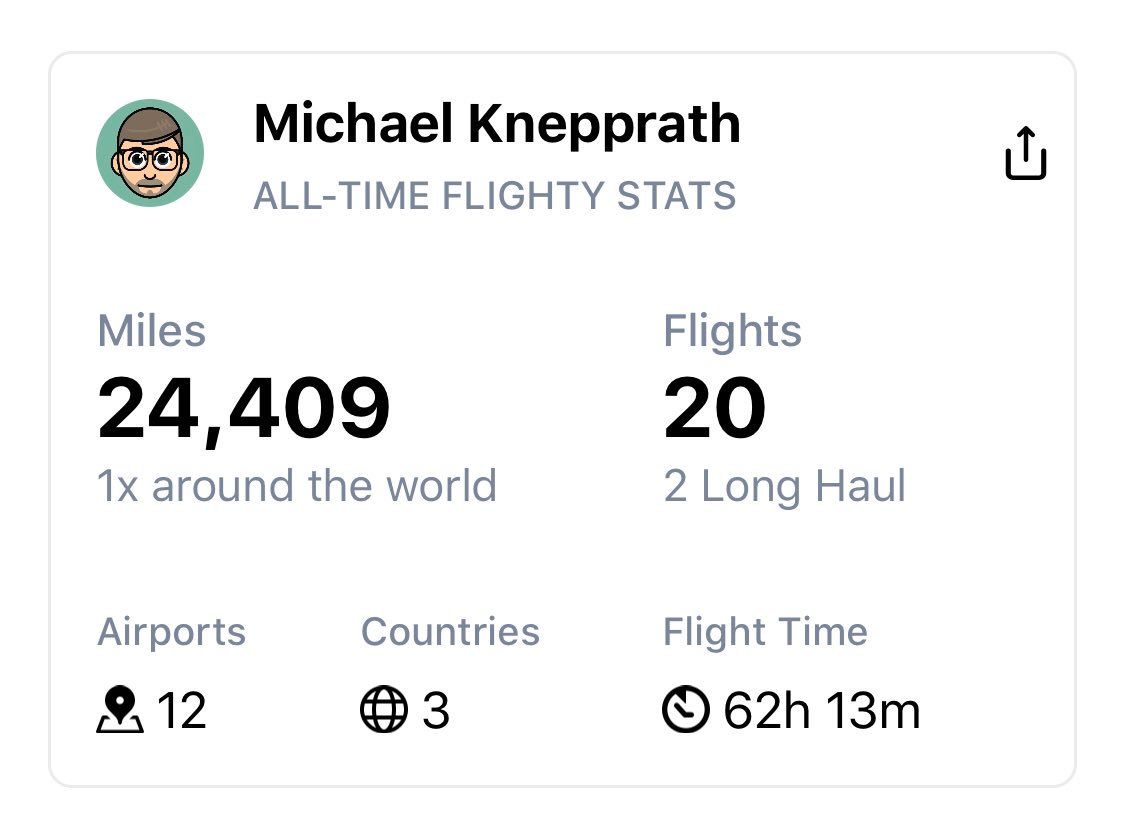 Michael Knepprath
ALL-TIME FLIGHTY STATS
Miles
24,409
1x around the world
Flights
20
2 Long Haul
Airports
12
Countries
3
Flight Time
62h 13m